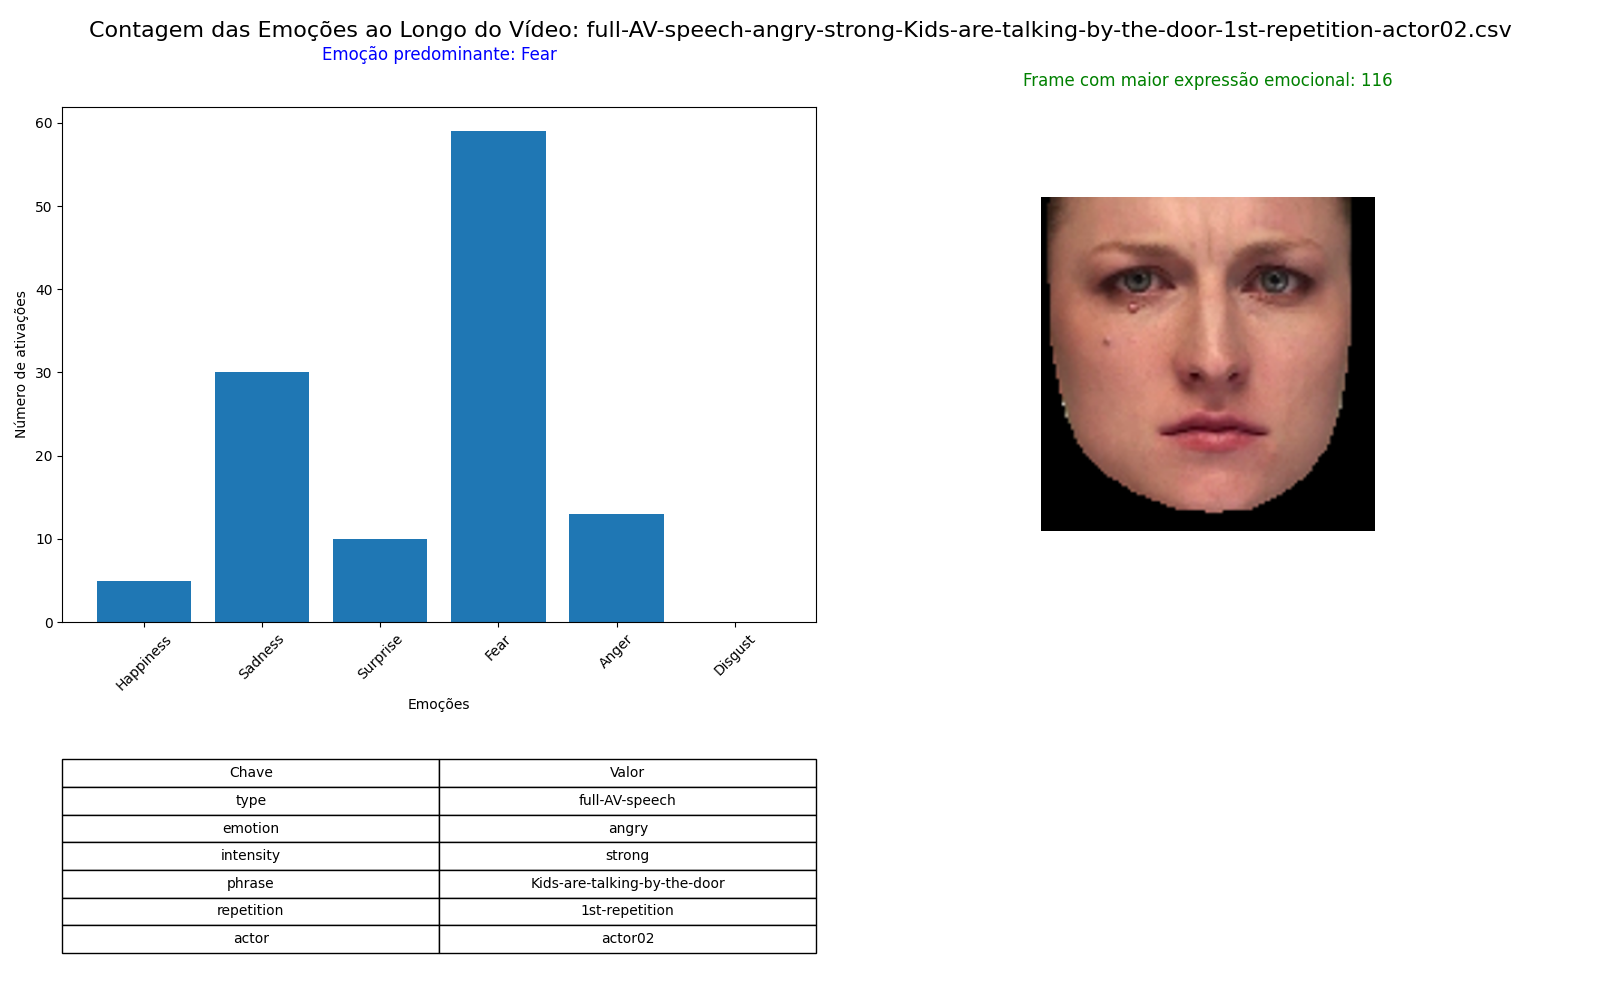 Contagem das Emoções ao Longo do Vídeo: full-AV-speech-angry-strong-Kids-are-talking-by-the-door-1st-repetition-actor02.csv
Emoção predominante: Fear
Frame com maior expressão emocional: 116
Número de ativações
60
50
40
30
20
10
0
Happiness
Sadness
Surprise
Fear
Anger
Disgust
Emoções
Chave Valor
type full-AV-speech
emotion angry
intensity strong
phrase Kids-are-talking-by-the-door
repetition 1st-repetition
actor actor02